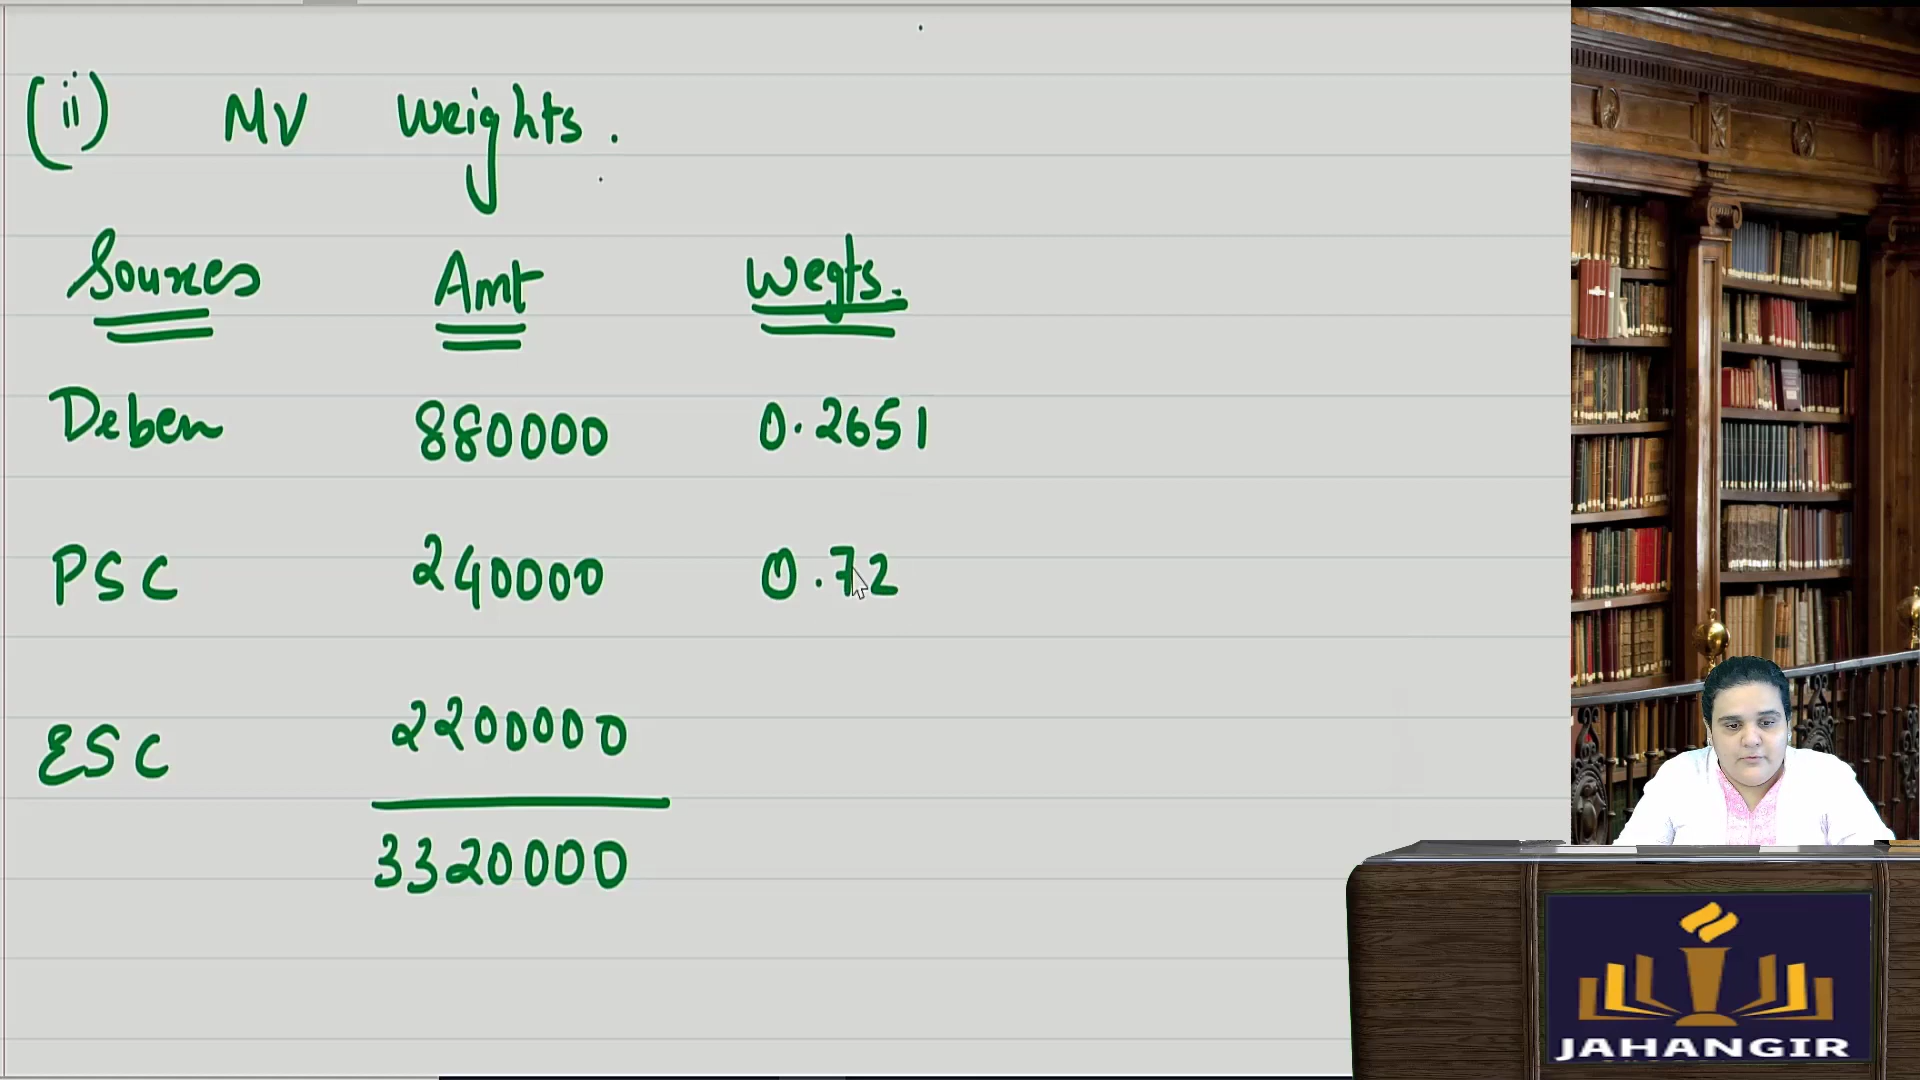 (ii) MV Weights.
Sources Amt Wegts.
Deben 880000 0.2651
PSC 240000 0.72
ESC 2200000
3320000
JAHANGIR